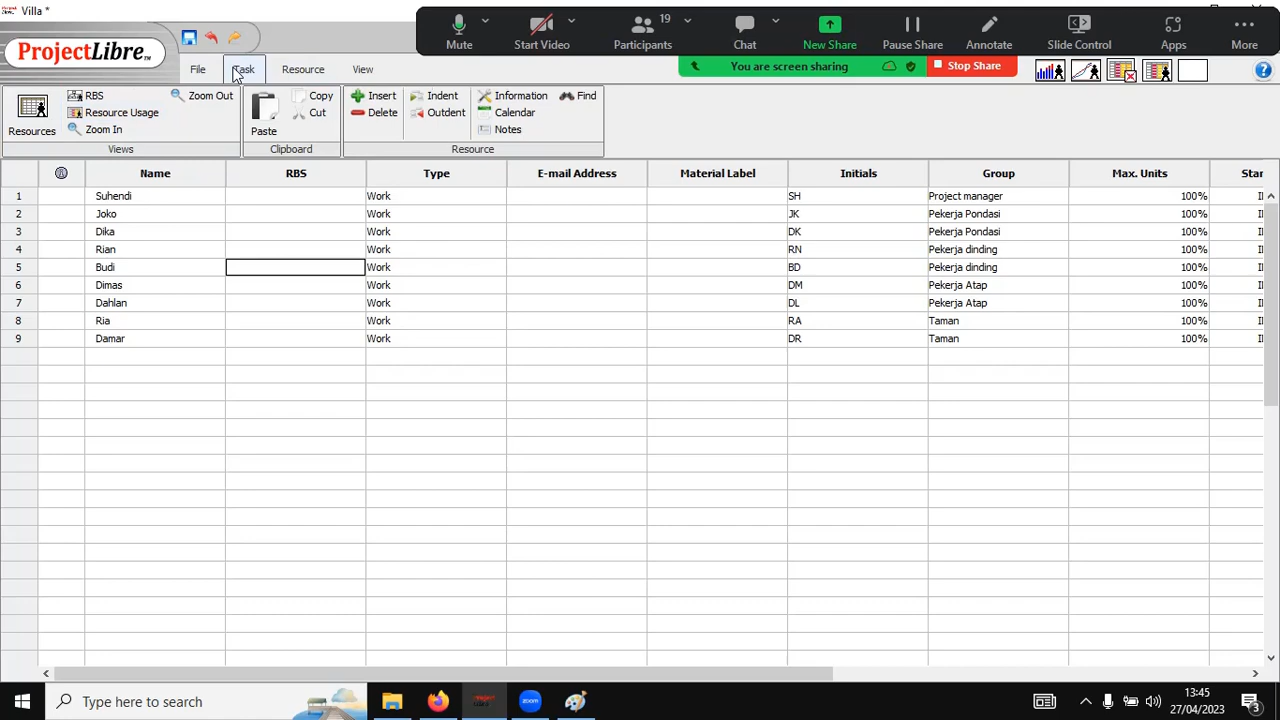 Villa *
ProjectLibre
Mute
Start Video
19
Participants
Chat
New Share
Pause Share
Annotate
Slide Control
Apps
More
You are screen sharing
Stop Share
File
Task
Resource
View
Resources
RBS
Resource Usage
Zoom In
Zoom Out
Views
Paste
Copy
Cut
Clipboard
Insert
Delete
Indent
Outdent
Information
Calendar
Notes
Find
Resource
Name RBS Type E-mail Address Material Label Initials Group Max. Units Star
1 Suhendi Work SH Project manager 100%
2 Joko Work JK Pekerja Pondasi 100%
3 Dika Work DK Pekerja Pondasi 100%
4 Rian Work RN Pekerja dinding 100%
5 Budi Work BD Pekerja dinding 100%
6 Dimas Work DM Pekerja Atap 100%
7 Dahlan Work DL Pekerja Atap 100%
8 Ria Work RA Taman 100%
9 Damar Work DR Taman 100%
Type here to search
zoom
13:45
27/04/2023
3